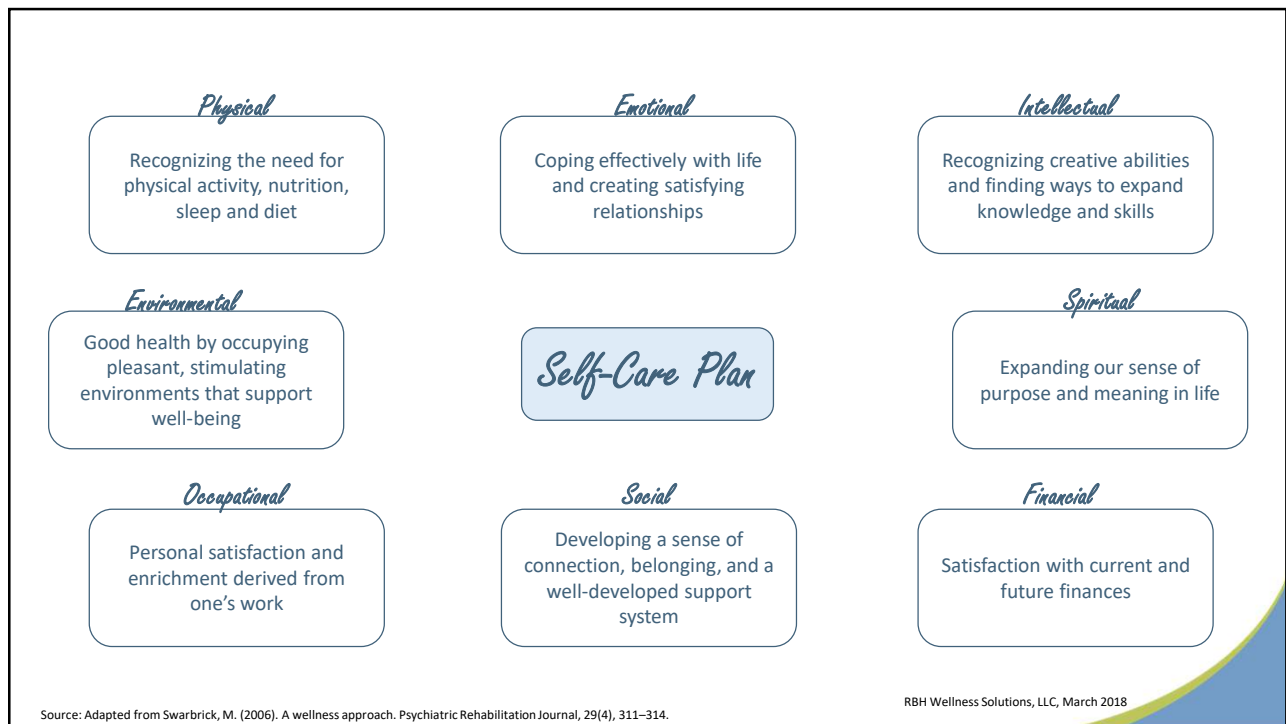 Physical
Recognizing the need for
physical activity, nutrition,
sleep and diet
Emotional
Coping effectively with life
and creating satisfying
relationships
Intellectual
Recognizing creative abilities
and finding ways to expand
knowledge and skills
Environmental
Good health by occupying
pleasant, stimulating
environments that support
well-being
Self-Care Plan
Spiritual
Expanding our sense of
purpose and meaning in life
Occupational
Personal satisfaction and
enrichment derived from
one’s work
Social
Developing a sense of
connection, belonging, and a
well-developed support
system
Financial
Satisfaction with current and
future finances
RBH Wellness Solutions, LLC, March 2018
Source: Adapted from Swarbrick, M. (2006). A wellness approach. Psychiatric Rehabilitation Journal, 29(4), 311–314.